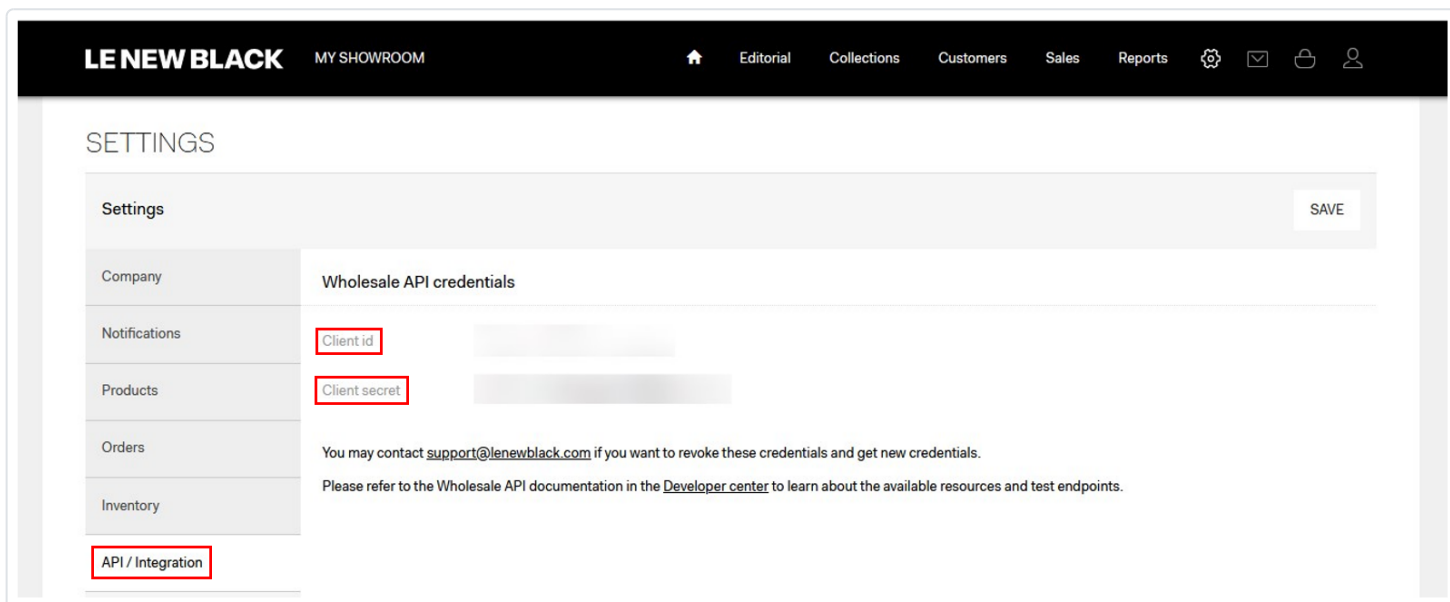 LE NEW BLACK MY SHOWROOM Editorial Collections Customers Sales Reports
SETTINGS
Settings SAVE
Company
Wholesale API credentials
Notifications
Client id
Products
Client secret
Orders
You may contact support@lenewblack.com if you want to revoke these credentials and get new credentials.
Please refer to the Wholesale API documentation in the Developer center to learn about the available resources and test endpoints.
Inventory
API / Integration